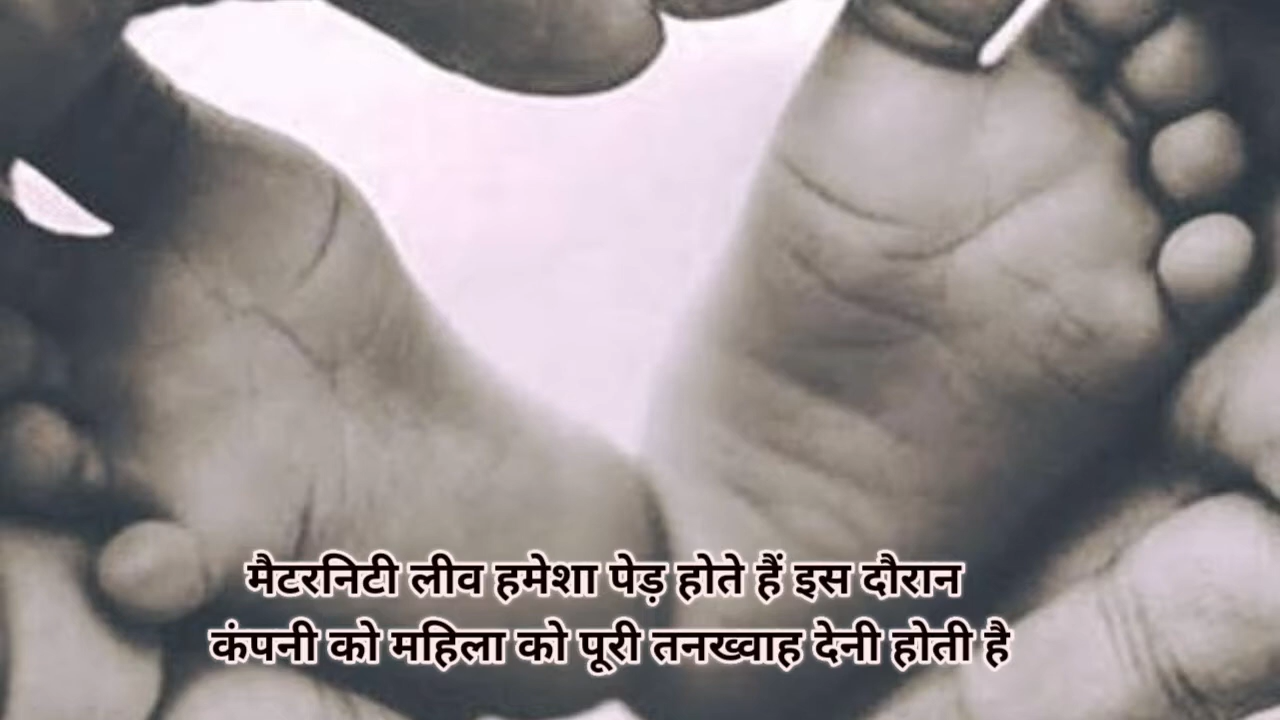 मैटरनिटी लीव हमेशा पेड़ होते हैं इस दौरान
कंपनी को महिला को पूरी तनख्वाह देनी होती है